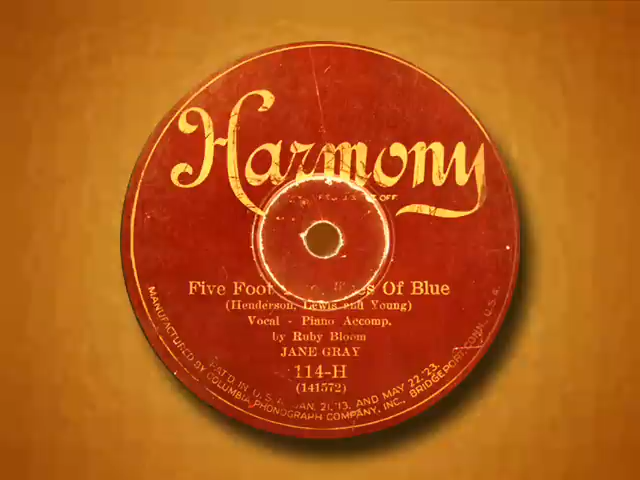 Harmony
Five Foot Of Blue
(Henderson, Lewis and Young)
Vocal - Piano Accomp.
by Ruby Bloom
JANE GRAY
114-H
(141572)
PAT'D. IN U.S.A. JAN. 21,'13, AND MAY 22,'23.
MANUFACTURED BY COLUMBIA PHONOGRAPH COMPANY, INC., BRIDGEPORT, CONN. U.S.A.